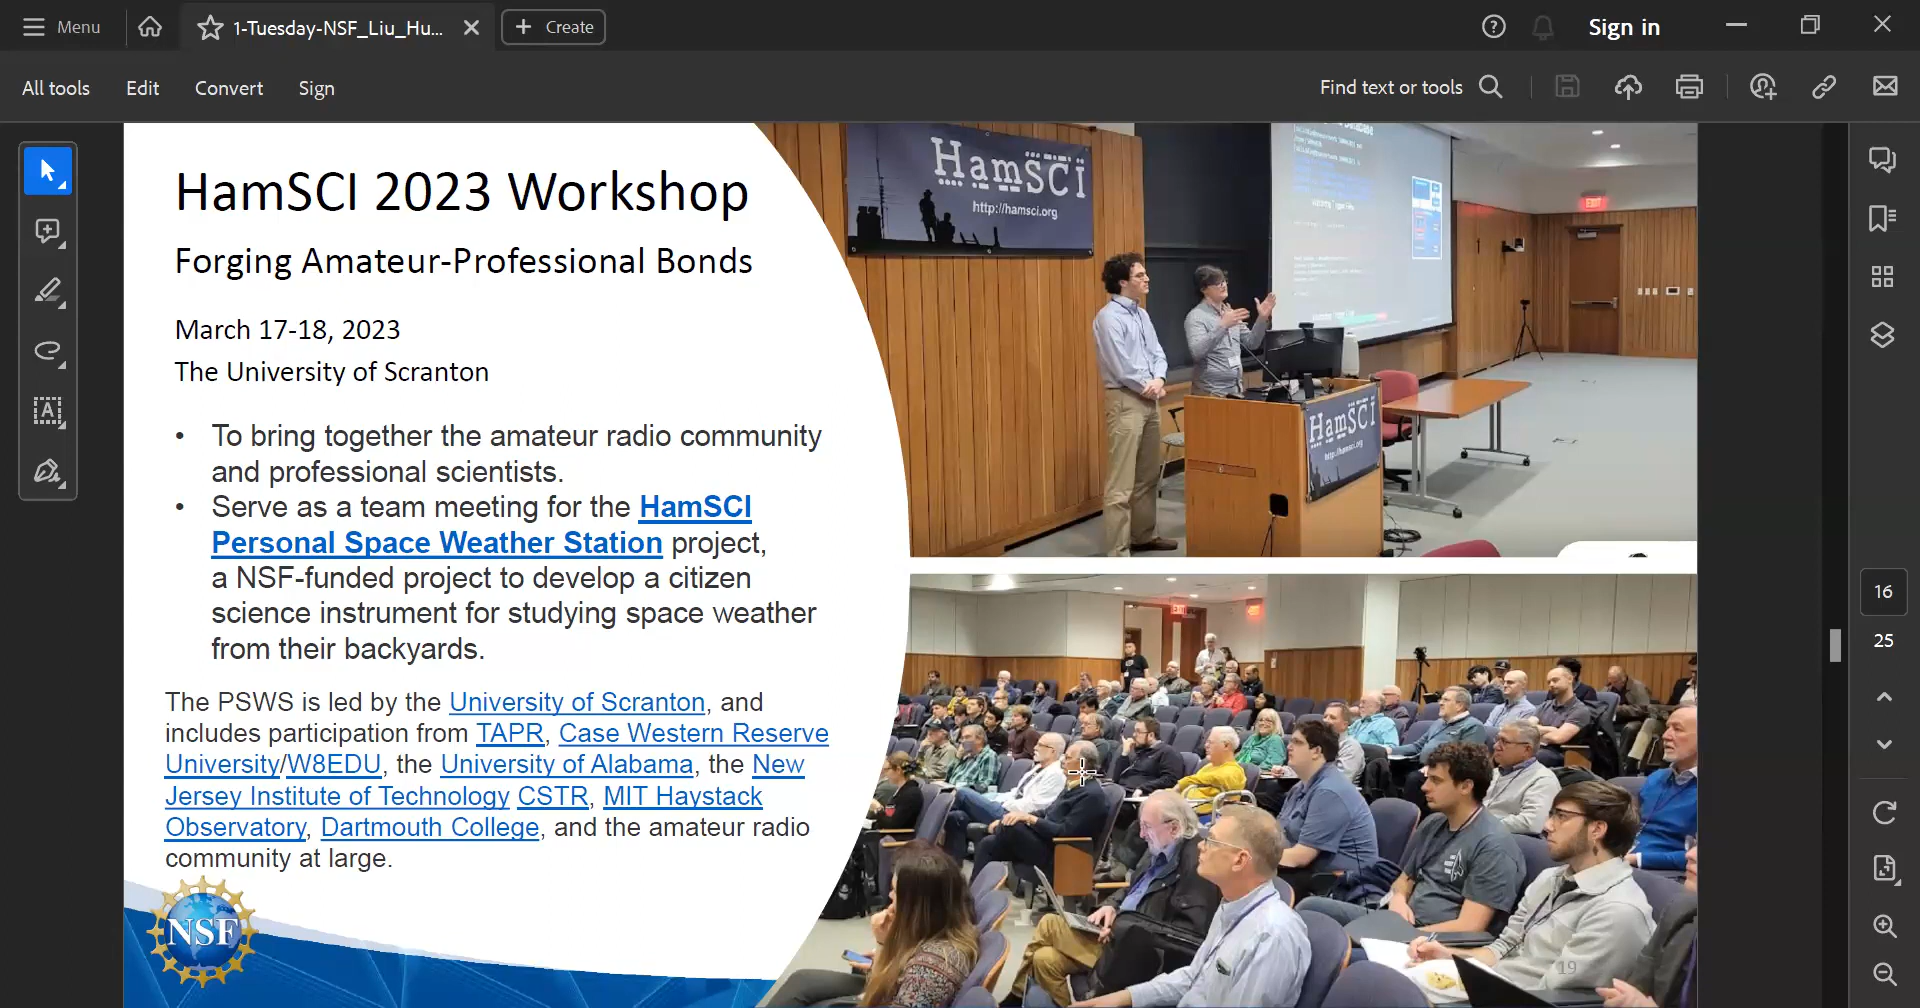 Menu
1-Tuesday-NSF_Liu_Hu...
Create
Sign in
All tools
Edit
Convert
Sign
Find text or tools
HamSCI 2023 Workshop
Forging Amateur-Professional Bonds
March 17-18, 2023
The University of Scranton
• To bring together the amateur radio community
and professional scientists.
• Serve as a team meeting for the HamSCI
Personal Space Weather Station project,
a NSF-funded project to develop a citizen
science instrument for studying space weather
from their backyards.
The PSWS is led by the University of Scranton, and
includes participation from TAPR, Case Western Reserve
University/W8EDU, the University of Alabama, the New
Jersey Institute of Technology CSTR, MIT Haystack
Observatory, Dartmouth College, and the amateur radio
community at large.
NSF
HamSCI
http://hamsci.org
EXIT
HamSCI
http://hamsci.org
EXIT
19
16
25